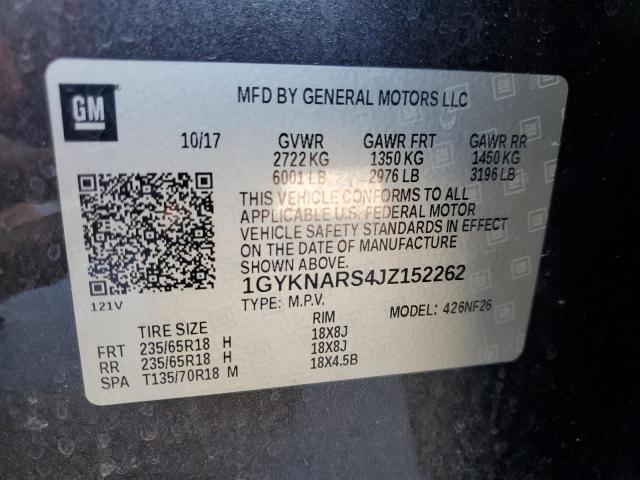 GM
MFD BY GENERAL MOTORS LLC
10/17 GVWR GAWR FRT GAWR RR
2722 KG 1350 KG 1450 KG
6001 LB 2976 LB 3196 LB
THIS VEHICLE CONFORMS TO ALL
APPLICABLE U.S. FEDERAL MOTOR
VEHICLE SAFETY STANDARDS IN EFFECT
ON THE DATE OF MANUFACTURE
SHOWN ABOVE.
1GYKNARS4JZ152262
121V
TYPE: M.P.V. MODEL: 426NF26
TIRE SIZE RIM
FRT 235/65R18 H 18X8J
RR 235/65R18 H 18X8J
SPA T135/70R18 M 18X4.5B